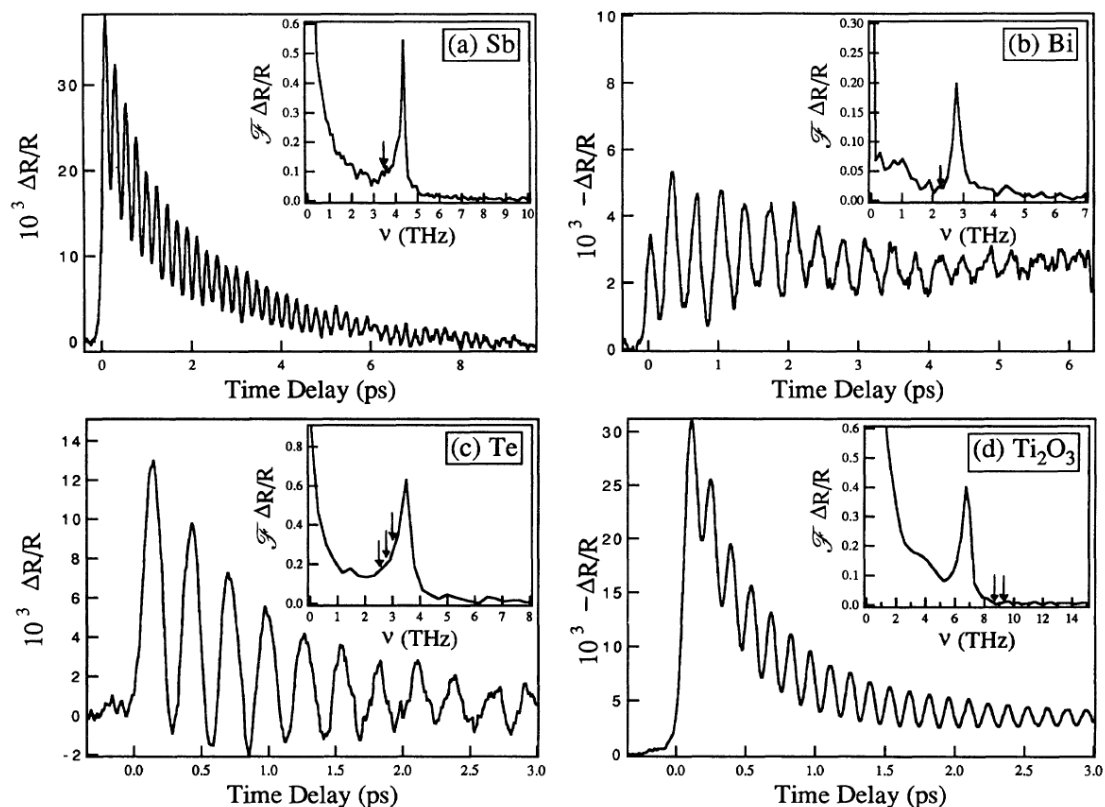 (a) Sb
10³ ΔR/R
30
20
10
0
0 2 4 6 8
Time Delay (ps)
ℱ ΔR/R
0.6
0.5
0.4
0.3
0.2
0.1
0.0
0 1 2 3 4 5 6 7 8 9 10
ν (THz)
(b) Bi
10³ -ΔR/R
10
8
6
4
2
0
0 1 2 3 4 5 6
Time Delay (ps)
ℱ ΔR/R
0.30
0.25
0.20
0.15
0.10
0.05
0.00
0 1 2 3 4 5 6 7
ν (THz)
(c) Te
10³ ΔR/R
14
12
10
8
6
4
2
0
-2
0.0 0.5 1.0 1.5 2.0 2.5 3.0
Time Delay (ps)
ℱ ΔR/R
0.8
0.6
0.4
0.2
0.0
0 1 2 3 4 5 6 7 8
ν (THz)
(d) Ti₂O₃
10³ -ΔR/R
30
25
20
15
10
5
0
0.0 0.5 1.0 1.5 2.0 2.5 3.0
Time Delay (ps)
ℱ ΔR/R
0.6
0.5
0.4
0.3
0.2
0.1
0.0
0 2 4 6 8 10 12 14
ν (THz)